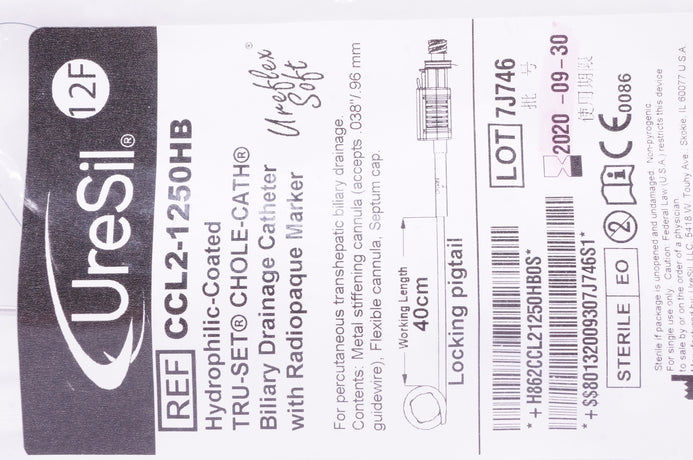 12F
UreSil®
REF CCL2-1250HB
Hydrophilic-Coated
TRU-SET® CHOLE-CATH®
Biliary Drainage Catheter
with Radiopaque Marker
Ureflex®
Soft
For percutaneous transhepatic biliary drainage.
Contents: Metal stiffening cannula (accepts .038"/.96 mm
guidewire), Flexible cannula, Septum cap.
Working Length
40cm
Locking pigtail
LOT 7J746
批号
2020-09-30
使用期限
*+H862CCL21250HB0S*
*+$$80132009307J746S1*
STERILE EO
2
i
CE 0086
Sterile if package is unopened and undamaged. Non-pyrogenic.
For single use only. Caution: Federal Law (U.S.A.) restricts this device
to sale by or on the order of a physician.
UreSil, LLC, 5418 W. Touhy Ave., Skokie, IL 60077 U.S.A.